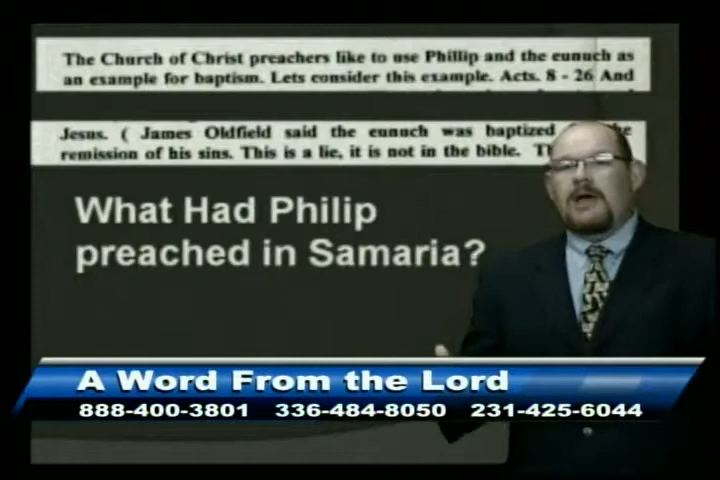 The Church of Christ preachers like to use Phillip and the eunuch as
an example for baptism. Lets consider this example. Acts. 8 - 26 And
Jesus. ( James Oldfield said the eunuch was baptized
remission of his sins. This is a lie, it is not in the bible.
What Had Philip
preached in Samaria?
A Word From the Lord
888-400-3801 336-484-8050 231-425-6044